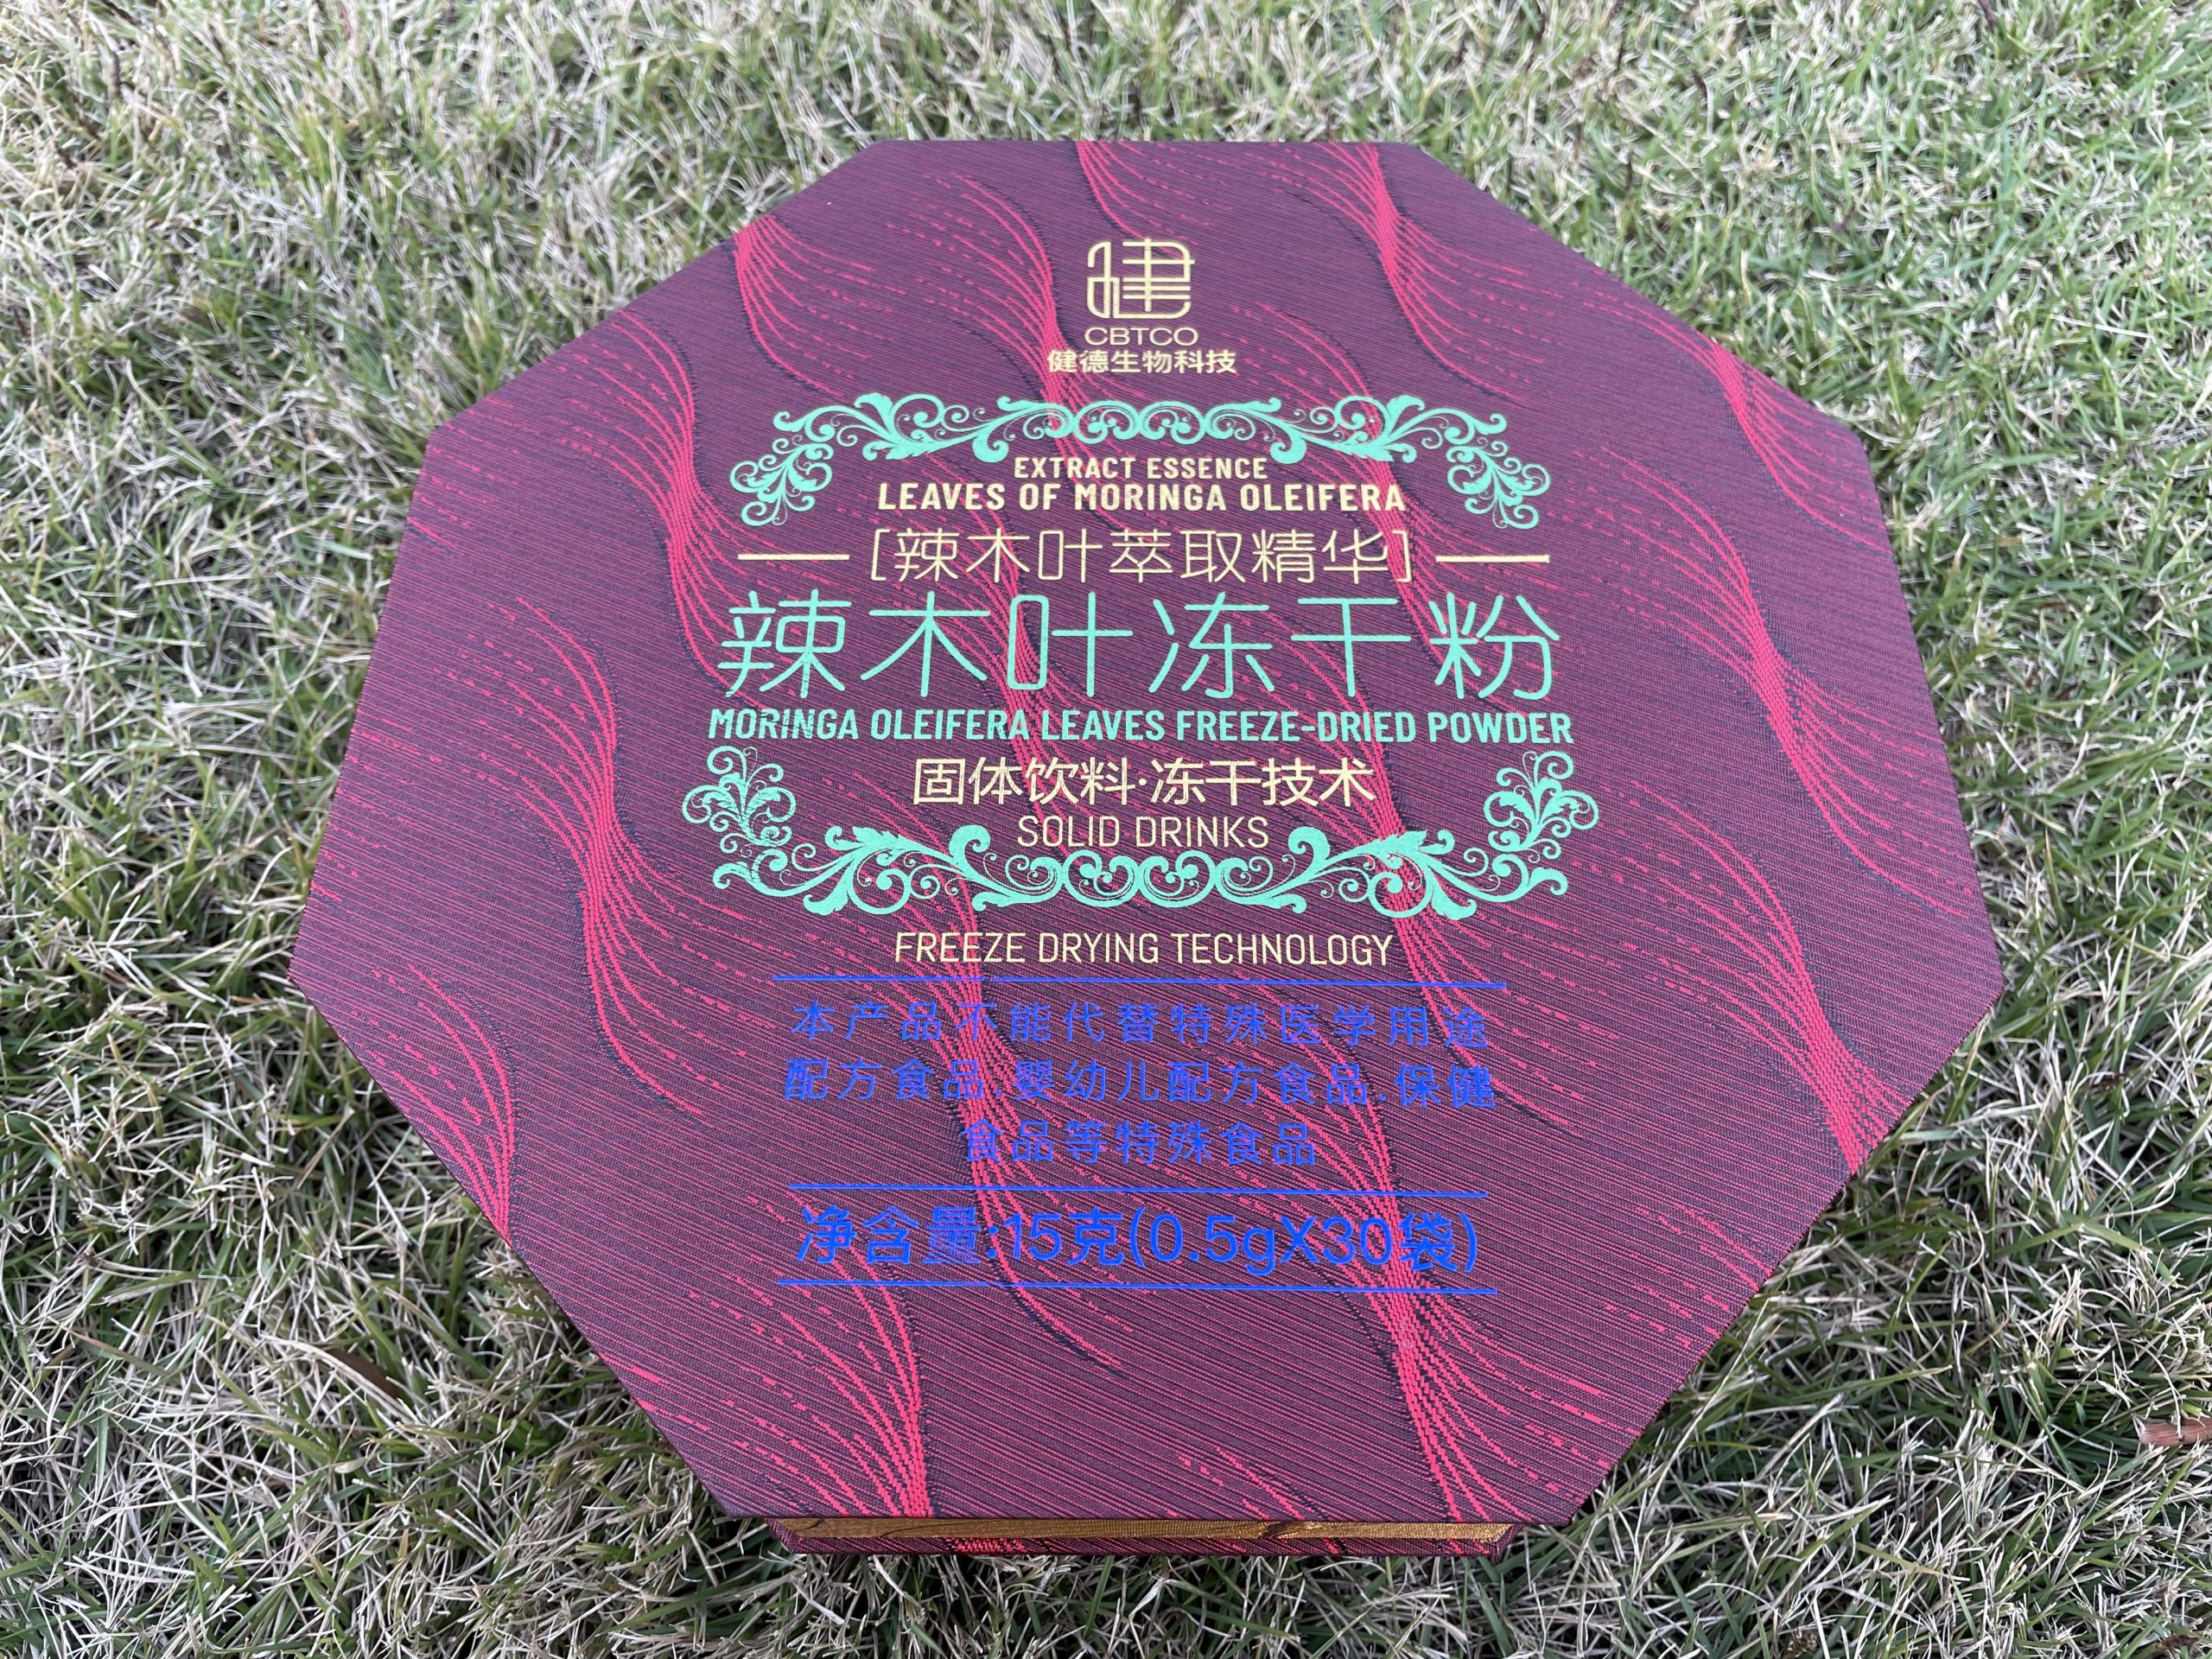 健
CBTCO
健德生物科技
EXTRACT ESSENCE
LEAVES OF MORINGA OLEIFERA
[辣木叶萃取精华]
辣木叶冻干粉
MORINGA OLEIFERA LEAVES FREEZE-DRIED POWDER
固体饮料·冻干技术
SOLID DRINKS
FREEZE DRYING TECHNOLOGY
本产品不能代替特殊医学用途
配方食品.婴幼儿配方食品.保健
食品等特殊食品
净含量:15克(0.5gX30袋)